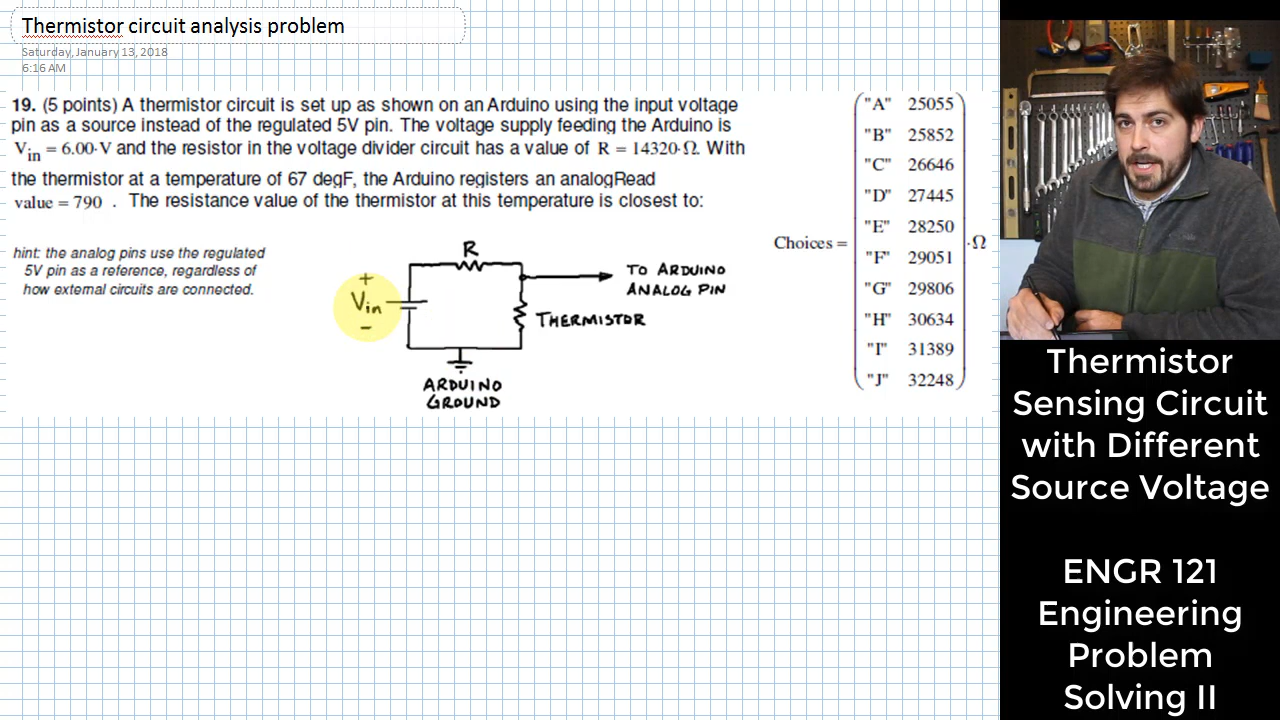 Thermistor circuit analysis problem
Saturday, January 13, 2018
6:16 AM
19. (5 points) A thermistor circuit is set up as shown on an Arduino using the input voltage
pin as a source instead of the regulated 5V pin. The voltage supply feeding the Arduino is
Vin = 6.00·V and the resistor in the voltage divider circuit has a value of R = 14320·Ω. With
the thermistor at a temperature of 67 degF, the Arduino registers an analogRead
value = 790 . The resistance value of the thermistor at this temperature is closest to:
hint: the analog pins use the regulated
5V pin as a reference, regardless of
how external circuits are connected.
+
Vin
-
R
TO ARDUINO
ANALOG PIN
THERMISTOR
ARDUINO
GROUND
Choices =
"A" 25055
"B" 25852
"C" 26646
"D" 27445
"E" 28250
"F" 29051
"G" 29806
"H" 30634
"I" 31389
"J" 32248
·Ω
Thermistor
Sensing Circuit
with Different
Source Voltage
ENGR 121
Engineering
Problem
Solving II